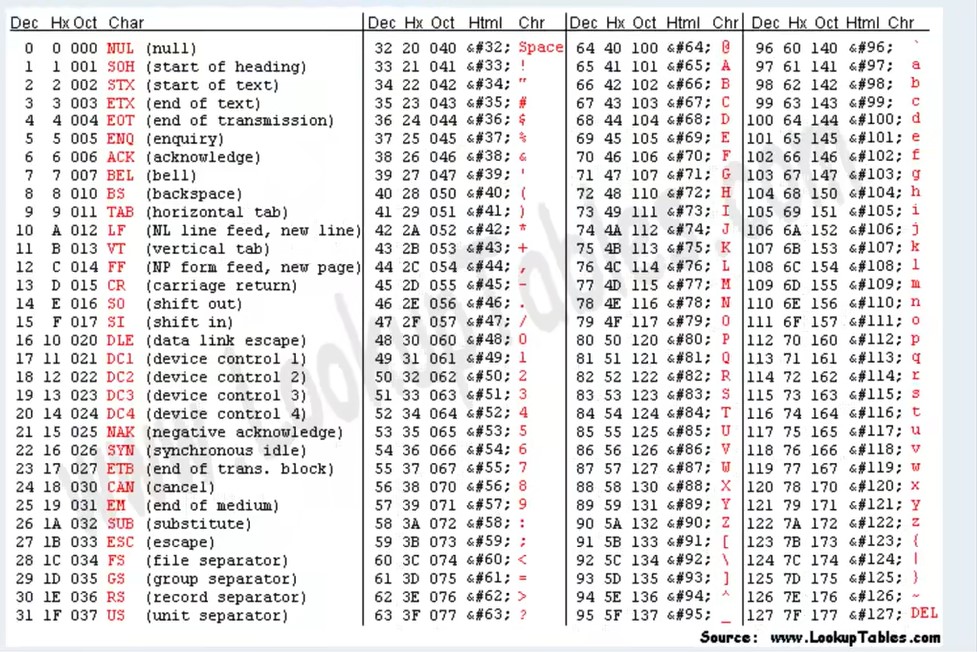 Dec Hx Oct Char Dec Hx Oct Html Chr Dec Hx Oct Html Chr Dec Hx Oct Html Chr
0 0 000 NUL (null) 32 20 040 &#32; Space 64 40 100 &#64; @ 96 60 140 &#96; `
1 1 001 SOH (start of heading) 33 21 041 &#33; ! 65 41 101 &#65; A 97 61 141 &#97; a
2 2 002 STX (start of text) 34 22 042 &#34; " 66 42 102 &#66; B 98 62 142 &#98; b
3 3 003 ETX (end of text) 35 23 043 &#35; # 67 43 103 &#67; C 99 63 143 &#99; c
4 4 004 EOT (end of transmission) 36 24 044 &#36; $ 68 44 104 &#68; D 100 64 144 &#100; d
5 5 005 ENQ (enquiry) 37 25 045 &#37; % 69 45 105 &#69; E 101 65 145 &#101; e
6 6 006 ACK (acknowledge) 38 26 046 &#38; & 70 46 106 &#70; F 102 66 146 &#102; f
7 7 007 BEL (bell) 39 27 047 &#39; ' 71 47 107 &#71; G 103 67 147 &#103; g
8 8 010 BS (backspace) 40 28 050 &#40; ( 72 48 110 &#72; H 104 68 150 &#104; h
9 9 011 TAB (horizontal tab) 41 29 051 &#41; ) 73 49 111 &#73; I 105 69 151 &#105; i
10 A 012 LF (NL line feed, new line) 42 2A 052 &#42; * 74 4A 112 &#74; J 106 6A 152 &#106; j
11 B 013 VT (vertical tab) 43 2B 053 &#43; + 75 4B 113 &#75; K 107 6B 153 &#107; k
12 C 014 FF (NP form feed, new page) 44 2C 054 &#44; , 76 4C 114 &#76; L 108 6C 154 &#108; l
13 D 015 CR (carriage return) 45 2D 055 &#45; - 77 4D 115 &#77; M 109 6D 155 &#109; m
14 E 016 SO (shift out) 46 2E 056 &#46; . 78 4E 116 &#78; N 110 6E 156 &#110; n
15 F 017 SI (shift in) 47 2F 057 &#47; / 79 4F 117 &#79; O 111 6F 157 &#111; o
16 10 020 DLE (data link escape) 48 30 060 &#48; 0 80 50 120 &#80; P 112 70 160 &#112; p
17 11 021 DC1 (device control 1) 49 31 061 &#49; 1 81 51 121 &#81; Q 113 71 161 &#113; q
18 12 022 DC2 (device control 2) 50 32 062 &#50; 2 82 52 122 &#82; R 114 72 162 &#114; r
19 13 023 DC3 (device control 3) 51 33 063 &#51; 3 83 53 123 &#83; S 115 73 163 &#115; s
20 14 024 DC4 (device control 4) 52 34 064 &#52; 4 84 54 124 &#84; T 116 74 164 &#116; t
21 15 025 NAK (negative acknowledge) 53 35 065 &#53; 5 85 55 125 &#85; U 117 75 165 &#117; u
22 16 026 SYN (synchronous idle) 54 36 066 &#54; 6 86 56 126 &#86; V 118 76 166 &#118; v
23 17 027 ETB (end of trans. block) 55 37 067 &#55; 7 87 57 127 &#87; W 119 77 167 &#119; w
24 18 030 CAN (cancel) 56 38 070 &#56; 8 88 58 130 &#88; X 120 78 170 &#120; x
25 19 031 EM (end of medium) 57 39 071 &#57; 9 89 59 131 &#89; Y 121 79 171 &#121; y
26 1A 032 SUB (substitute) 58 3A 072 &#58; : 90 5A 132 &#90; Z 122 7A 172 &#122; z
27 1B 033 ESC (escape) 59 3B 073 &#59; ; 91 5B 133 &#91; [ 123 7B 173 &#123; {
28 1C 034 FS (file separator) 60 3C 074 &#60; < 92 5C 134 &#92; \ 124 7C 174 &#124; |
29 1D 035 GS (group separator) 61 3D 075 &#61; = 93 5D 135 &#93; ] 125 7D 175 &#125; }
30 1E 036 RS (record separator) 62 3E 076 &#62; > 94 5E 136 &#94; ^ 126 7E 176 &#126; ~
31 1F 037 US (unit separator) 63 3F 077 &#63; ? 95 5F 137 &#95; _ 127 7F 177 &#127; DEL
Source: www.LookupTables.com
www.LookupTables.com